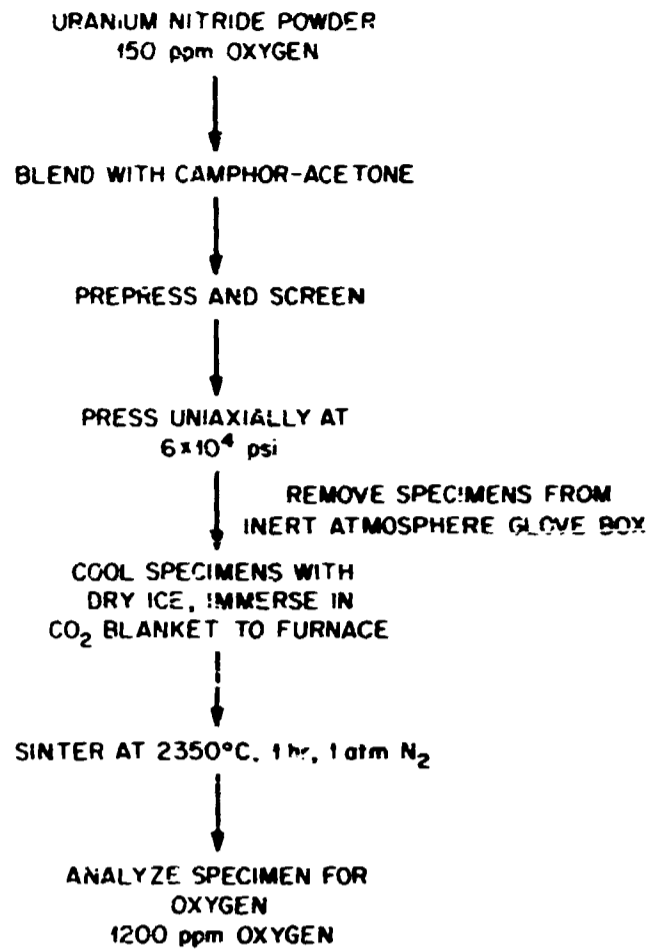 URANIUM NITRIDE POWDER
150 ppm OXYGEN
BLEND WITH CAMPHOR-ACETONE
PREPRESS AND SCREEN
PRESS UNIAXIALLY AT
6×10⁴ psi
REMOVE SPECIMENS FROM
INERT ATMOSPHERE GLOVE BOX
COOL SPECIMENS WITH
DRY ICE, IMMERSE IN
CO₂ BLANKET TO FURNACE
SINTER AT 2350°C. 1 hr, 1 atm N₂
ANALYZE SPECIMEN FOR
OXYGEN
1200 ppm OXYGEN